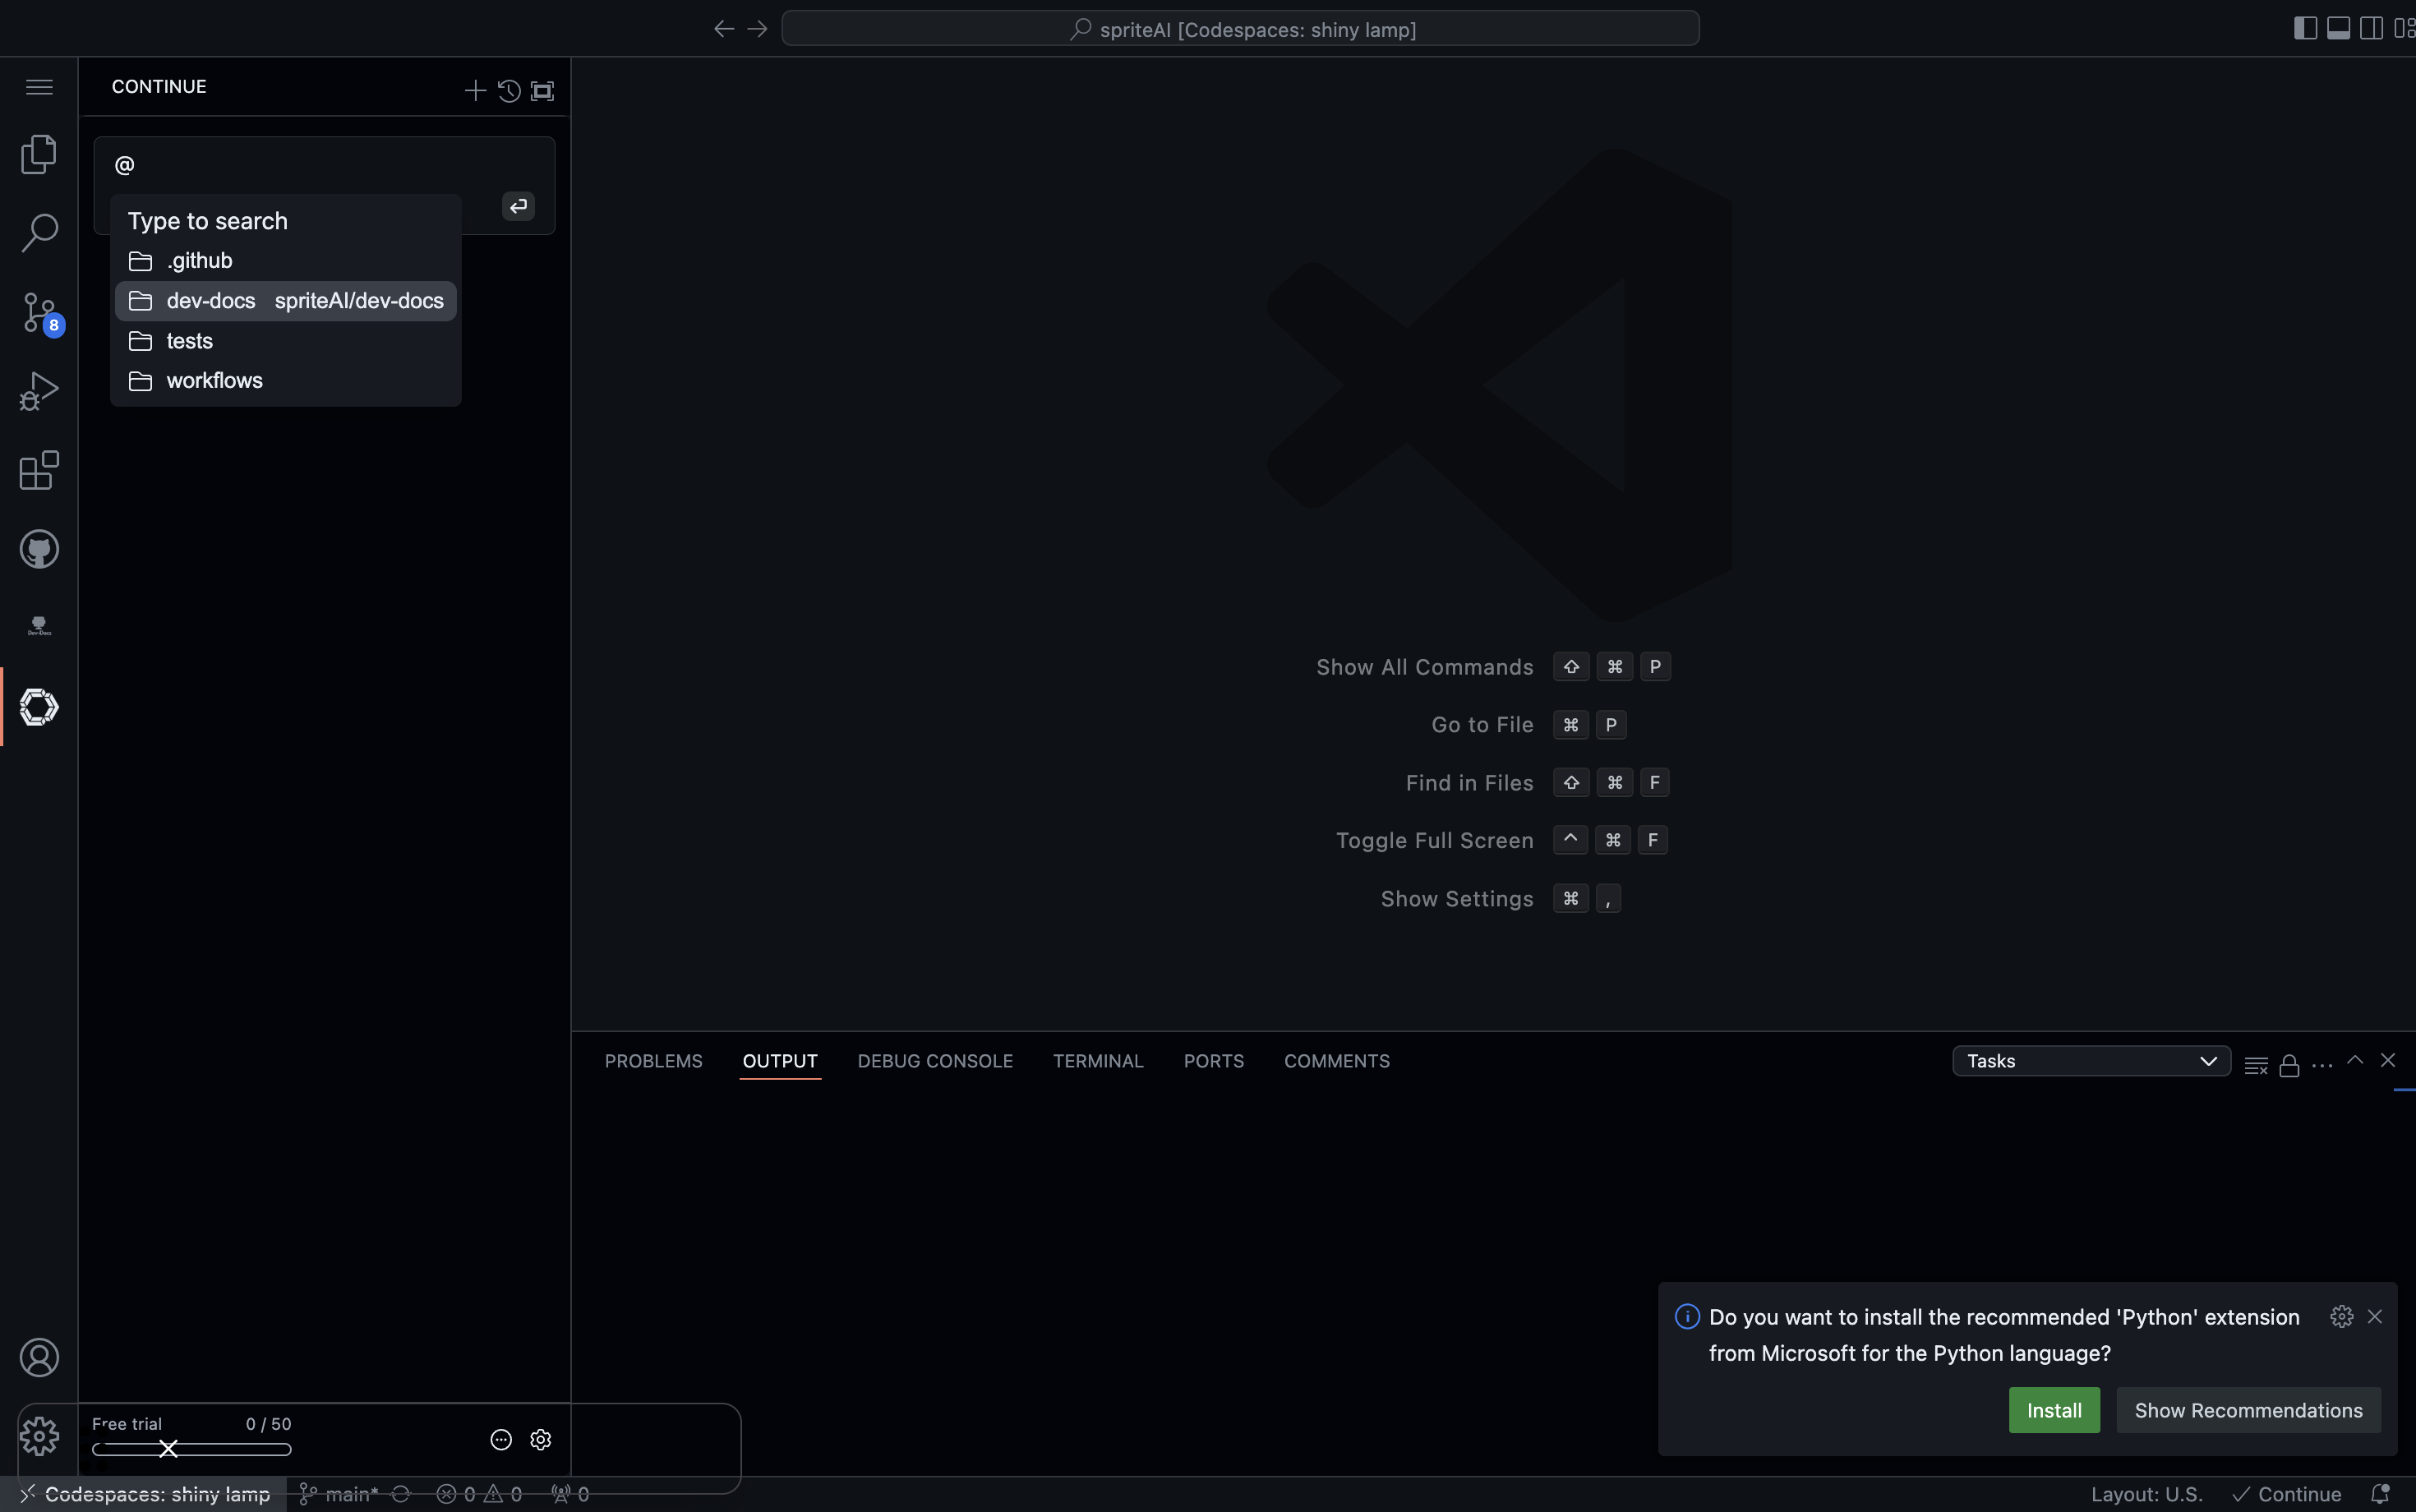 spriteAI [Codespaces: shiny lamp]
CONTINUE
@
Type to search
.github
dev-docs spriteAI/dev-docs
tests
workflows
8
Dev-Docs
Show All Commands ⇧ ⌘ P
Go to File ⌘ P
Find in Files ⇧ ⌘ F
Toggle Full Screen ^ ⌘ F
Show Settings ⌘ ,
PROBLEMS OUTPUT DEBUG CONSOLE TERMINAL PORTS COMMENTS
Tasks
Do you want to install the recommended 'Python' extension
from Microsoft for the Python language?
Install Show Recommendations
Free trial 0 / 50
Codespaces: shiny lamp main* 0 0 0
Layout: U.S. Continue